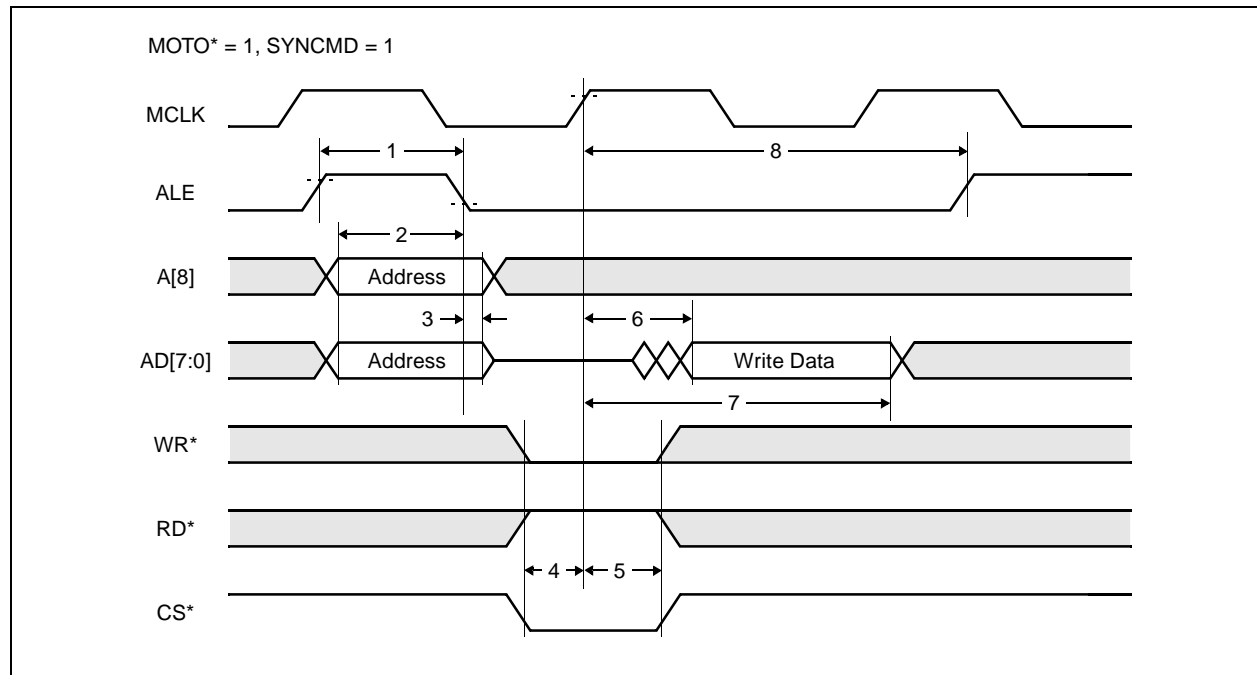 MOTO* = 1, SYNCMD = 1
MCLK
1
8
ALE
2
A[8]
Address
3
6
AD[7:0]
Address
Write Data
7
WR*
RD*
4
5
CS*